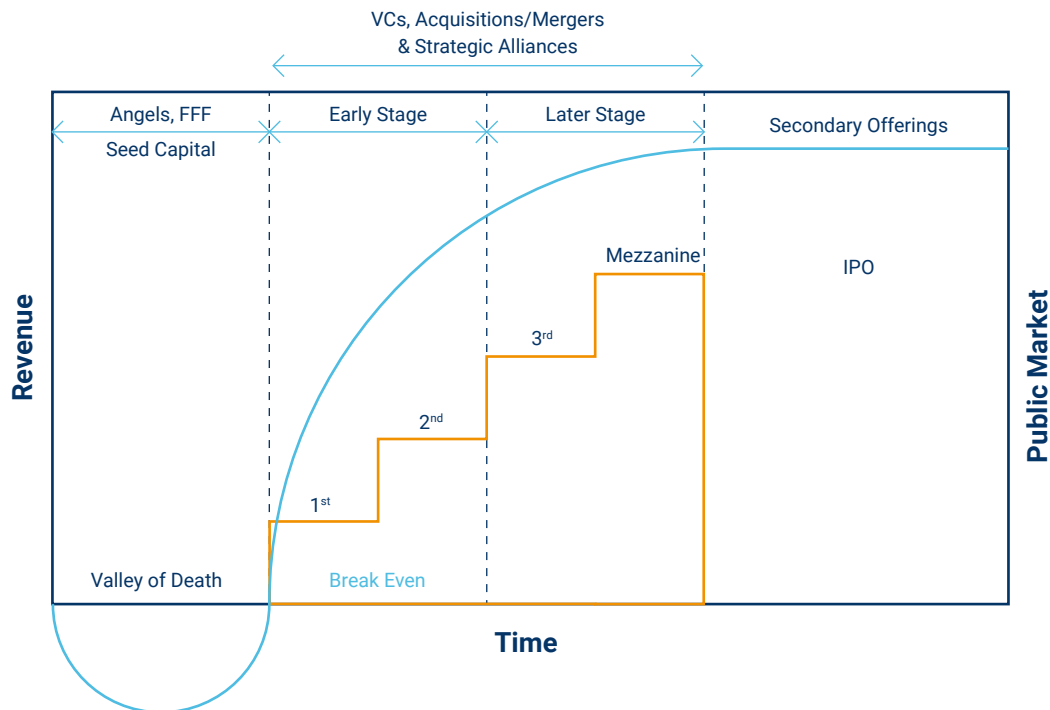 VCs, Acquisitions/Mergers
& Strategic Alliances
Angels, FFF
Seed Capital
Early Stage
Later Stage
Secondary Offerings
Mezzanine
IPO
3rd
2nd
1st
Valley of Death
Break Even
Revenue
Public Market
Time